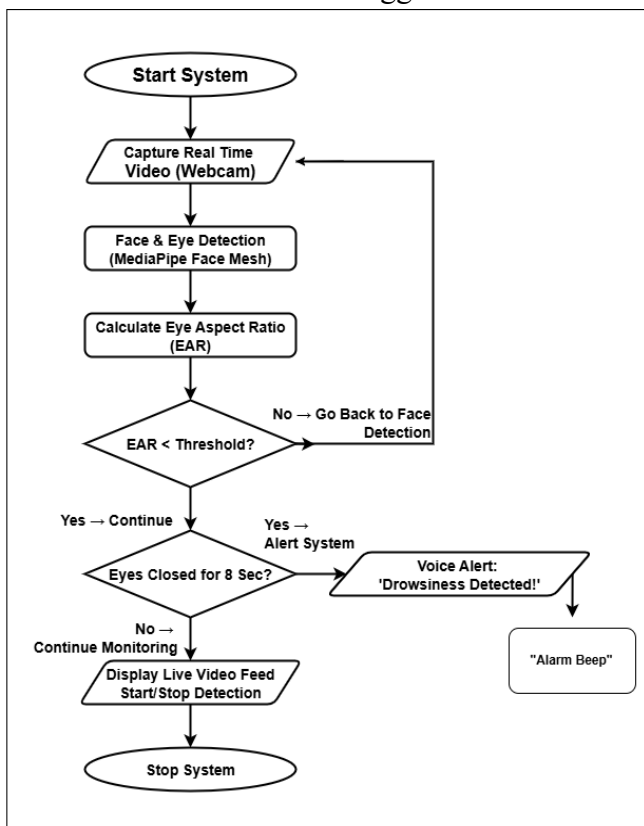 Start System
Capture Real Time
Video (Webcam)
Face & Eye Detection
(MediaPipe Face Mesh)
Calculate Eye Aspect Ratio
(EAR)
No → Go Back to Face
Detection
EAR < Threshold?
Yes → Continue
Yes →
Alert System
Eyes Closed for 8 Sec?
Voice Alert:
'Drowsiness Detected!'
No →
Continue Monitoring
"Alarm Beep"
Display Live Video Feed
Start/Stop Detection
Stop System